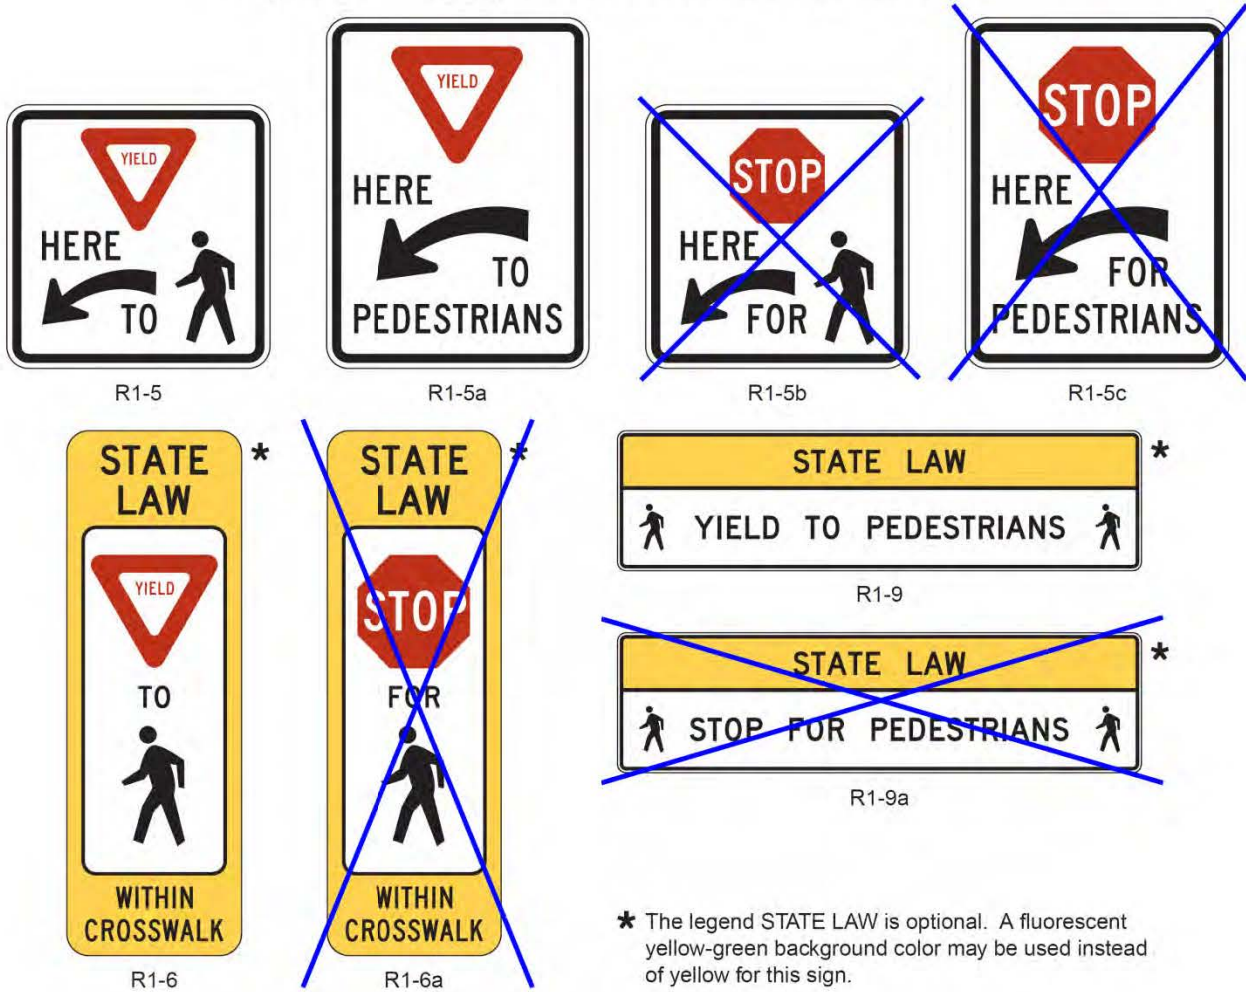 YIELD
HERE
TO
R1-5
YIELD
HERE
TO
PEDESTRIANS
R1-5a
STOP
HERE
FOR
R1-5b
STOP
HERE
FOR
PEDESTRIANS
R1-5c
STATE
LAW
*
YIELD
TO
WITHIN
CROSSWALK
R1-6
STATE
LAW
*
STOP
FOR
WITHIN
CROSSWALK
R1-6a
STATE LAW
*
YIELD TO PEDESTRIANS
R1-9
STATE LAW
*
STOP FOR PEDESTRIANS
R1-9a
* The legend STATE LAW is optional. A fluorescent
yellow-green background color may be used instead
of yellow for this sign.